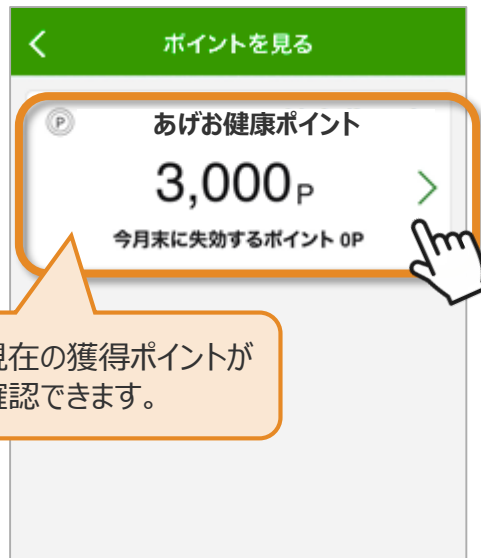 ポイントを見る
P
あげお健康ポイント
3,000P
今月末に失効するポイント 0P
現在の獲得ポイントが
確認できます。